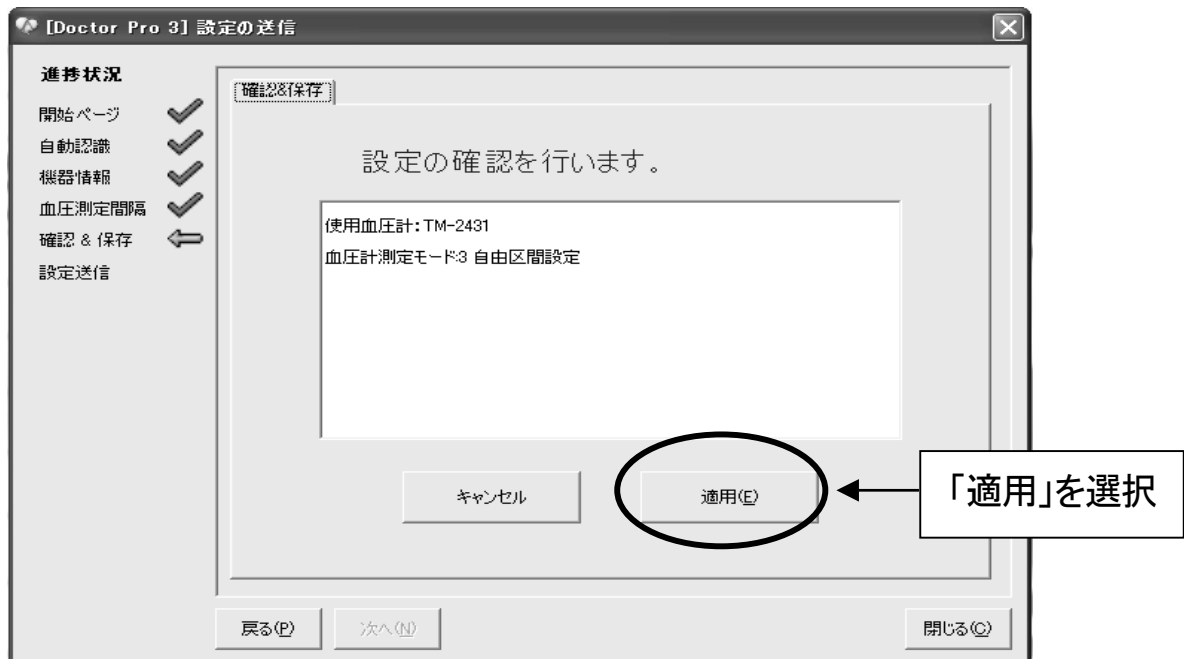 [Doctor Pro 3] 設定の送信
進捗状況
開始ページ
自動認識
機器情報
血圧測定間隔
確認 & 保存
設定送信
確認&保存
設定の確認を行います。
使用血圧計:TM-2431
血圧計測定モード:3 自由区間設定
キャンセル
適用(E)
「適用」を選択
戻る(P)
次へ(N)
閉じる(C)